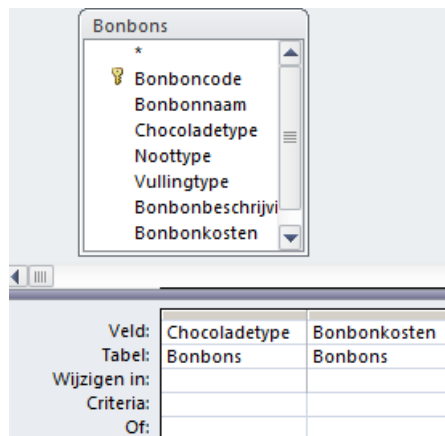 Bonbons
*
Bonboncode
Bonbonnaam
Chocoladetype
Noottype
Vullingtype
Bonbonbeschrijvi
Bonbonkosten
Veld: Chocoladetype Bonbonkosten
Tabel: Bonbons Bonbons
Wijzigen in:
Criteria:
Of: